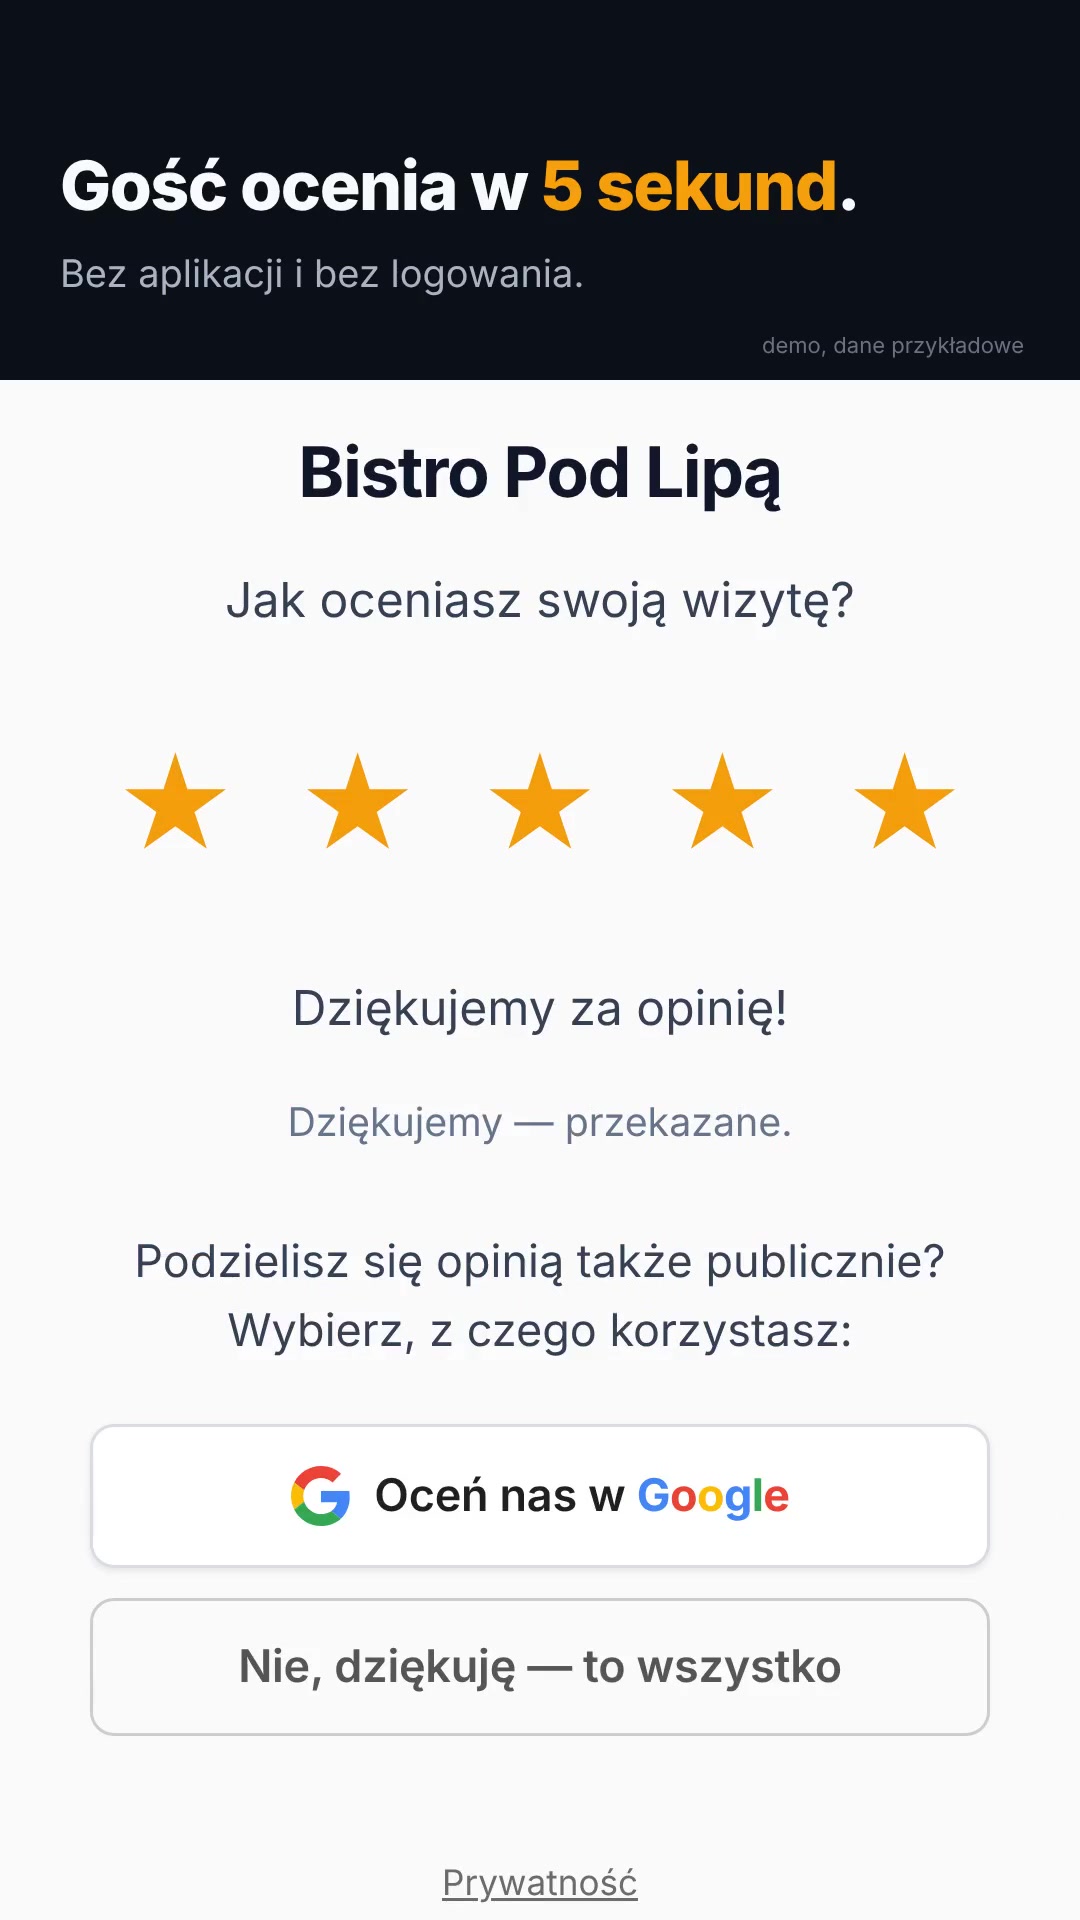 Gość ocenia w 5 sekund.
Bez aplikacji i bez logowania.
demo, dane przykładowe
Bistro Pod Lipą
Jak oceniasz swoją wizytę?
Dziękujemy za opinię!
Dziękujemy — przekazane.
Podzielisz się opinią także publicznie?
Wybierz, z czego korzystasz:
Oceń nas w Google
Nie, dziękuję — to wszystko
Prywatność